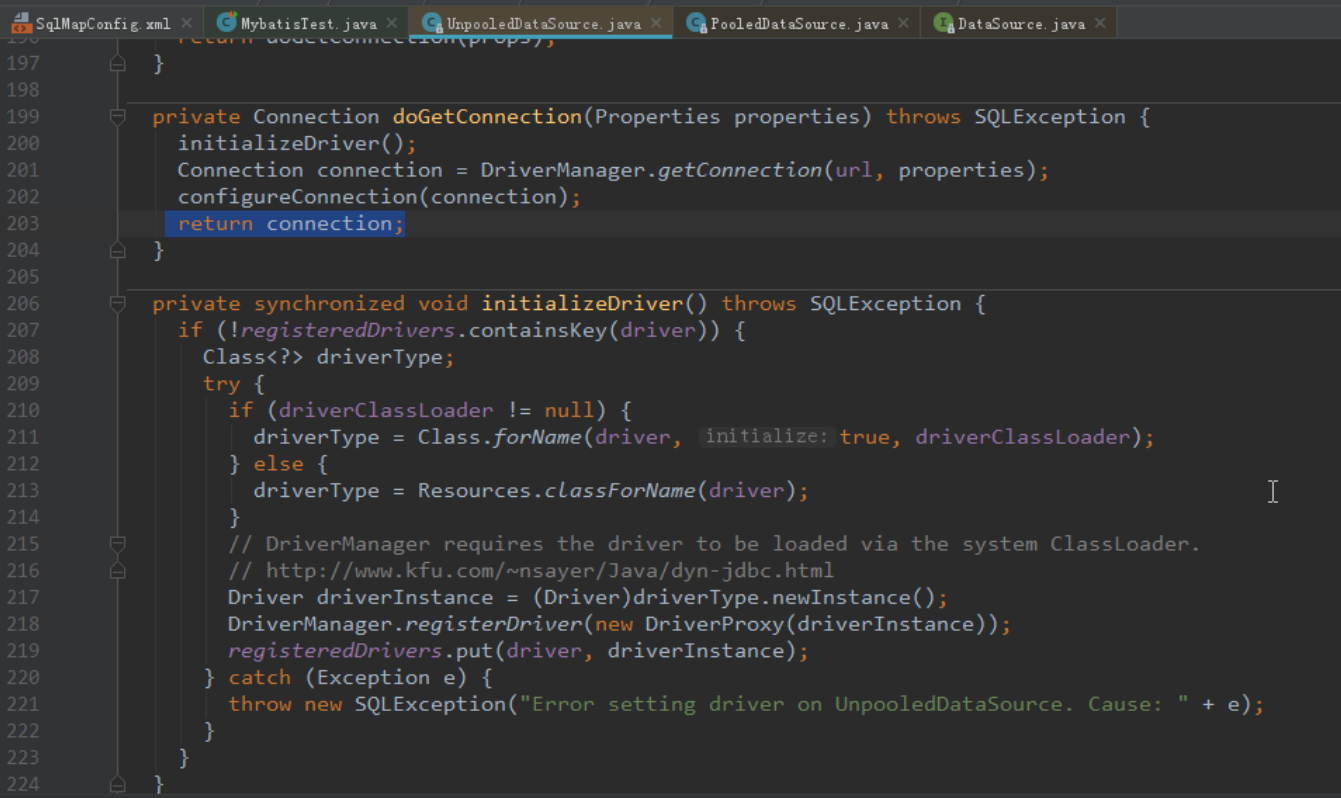 SqlMapConfig.xml MybatisTest.java UnpooledDataSource.java PooledDataSource.java DataSource.java
196 return doGetConnection(props);
197 }
198
199 private Connection doGetConnection(Properties properties) throws SQLException {
200 initializeDriver();
201 Connection connection = DriverManager.getConnection(url, properties);
202 configureConnection(connection);
203 return connection;
204 }
205
206 private synchronized void initializeDriver() throws SQLException {
207 if (!registeredDrivers.containsKey(driver)) {
208 Class<?> driverType;
209 try {
210 if (driverClassLoader != null) {
211 driverType = Class.forName(driver, initialize: true, driverClassLoader);
212 } else {
213 driverType = Resources.classForName(driver);
214 }
215 // DriverManager requires the driver to be loaded via the system ClassLoader.
216 // http://www.kfu.com/~nsayer/Java/dyn-jdbc.html
217 Driver driverInstance = (Driver)driverType.newInstance();
218 DriverManager.registerDriver(new DriverProxy(driverInstance));
219 registeredDrivers.put(driver, driverInstance);
220 } catch (Exception e) {
221 throw new SQLException("Error setting driver on UnpooledDataSource. Cause: " + e);
222 }
223 }
224 }